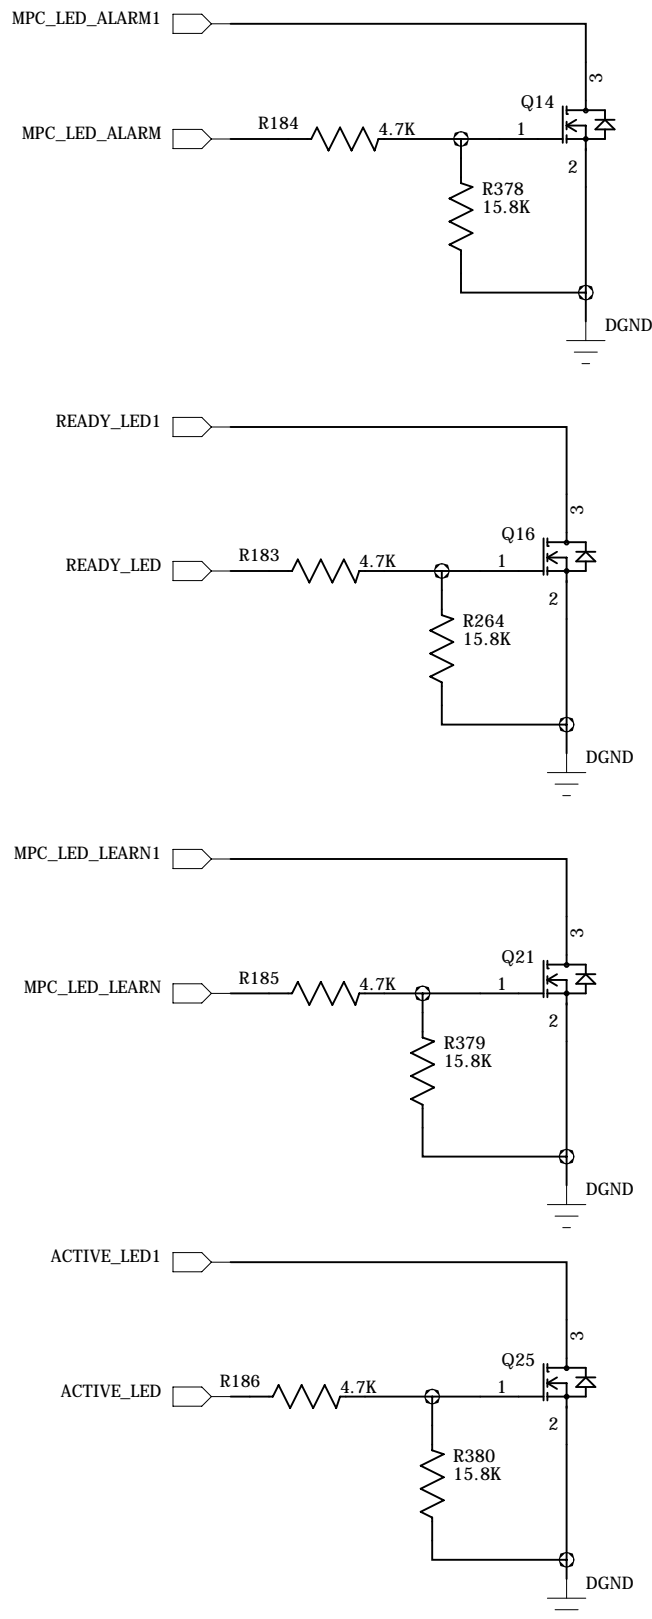 MPC_LED_ALARM1
3
Q14
MPC_LED_ALARM
R184
4.7K
1
2
R378
15.8K
DGND
READY_LED1
3
Q16
READY_LED
R183
4.7K
1
2
R264
15.8K
DGND
MPC_LED_LEARN1
3
Q21
MPC_LED_LEARN
R185
4.7K
1
2
R379
15.8K
DGND
ACTIVE_LED1
3
Q25
ACTIVE_LED
R186
4.7K
1
2
R380
15.8K
DGND